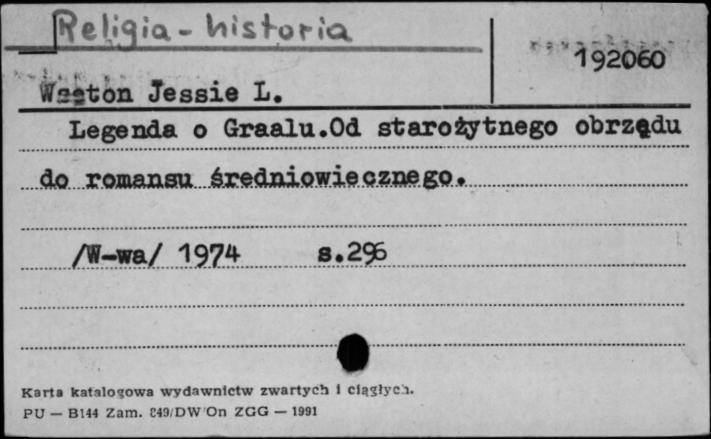 Religia - historia
192060
Weston Jessie L.
Legenda o Graalu.Od starożytnego obrzędu
do romansu średniowiecznego.
/W-wa/ 1974 s.296
Karta katalogowa wydawnictw zwartych i ciągłych.
PU — B144 Zam. 849/DW/On ZGG — 1991